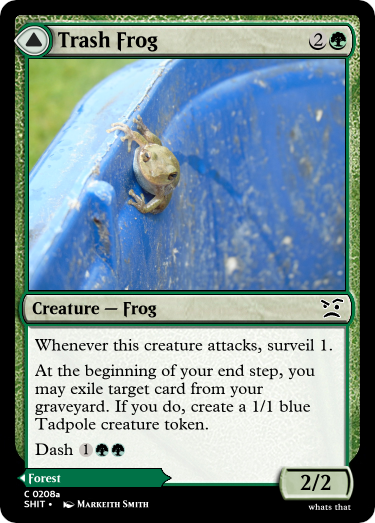 Trash Frog 2
Creature — Frog
Whenever this creature attacks, surveil 1.
At the beginning of your end step, you
may exile target card from your
graveyard. If you do, create a 1/1 blue
Tadpole creature token.
Dash 1
Forest
2/2
C 0208a
SHIT • Markeith Smith
whats that